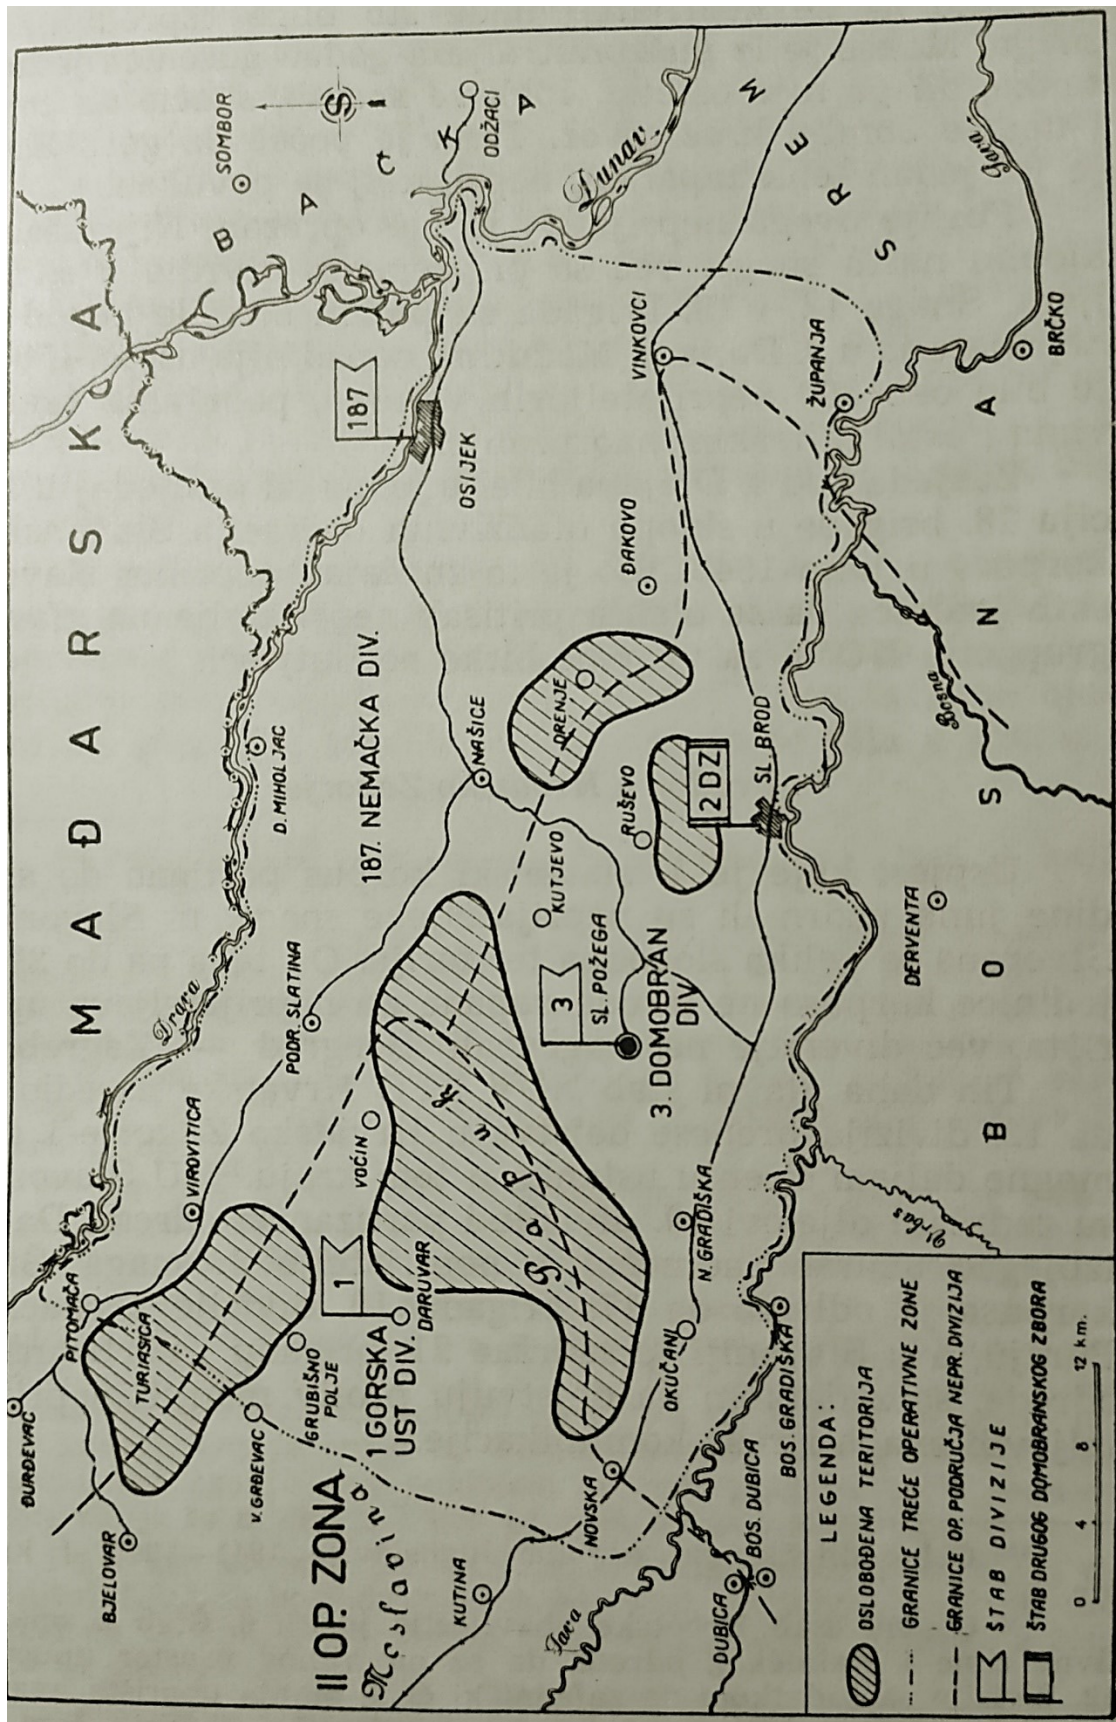 MAĐARSKA
ĐURĐEVAC
PITOMAČA
BJELOVAR
TURJASICA
V. GRĐEVAC
GRUBIŠNO
POLJE
VIROVITICA
Drava
PODR. SLATINA
D. MIHOLJAC
187. NEMAČKA DIV.
187
OSIJEK
SOMBOR
S
BAČKA
ODŽACI
Dunav
II OP. ZONA
Moslavina
1 GORSKA
UST DIV.
1
DARUVAR
VOĆIN
Papuk
NAŠICE
KUTJEVO
DRENJE
RUŠEVO
ĐAKOVO
VINKOVCI
SREM
3
SL. POŽEGA
3. DOMOBRAN
DIV.
2 DZ
SL. BROD
ŽUPANJA
BRČKO
Sava
KUTINA
NOVSKA
OKUČANI
N. GRADIŠKA
Sava
DUBICA
BOS. DUBICA
BOS. GRADIŠKA
Vrbas
DERVENTA
Bosna
BOSNA
LEGENDA:
OSLOBOĐENA TERITORIJA
GRANICE TREĆE OPERATIVNE ZONE
GRANICE OP. PODRUČJA NEPR. DIVIZIJA
ŠTAB DIVIZIJE
ŠTAB DRUGOG DOMOBRANSKOG ZBORA
0 4 8 12 km.